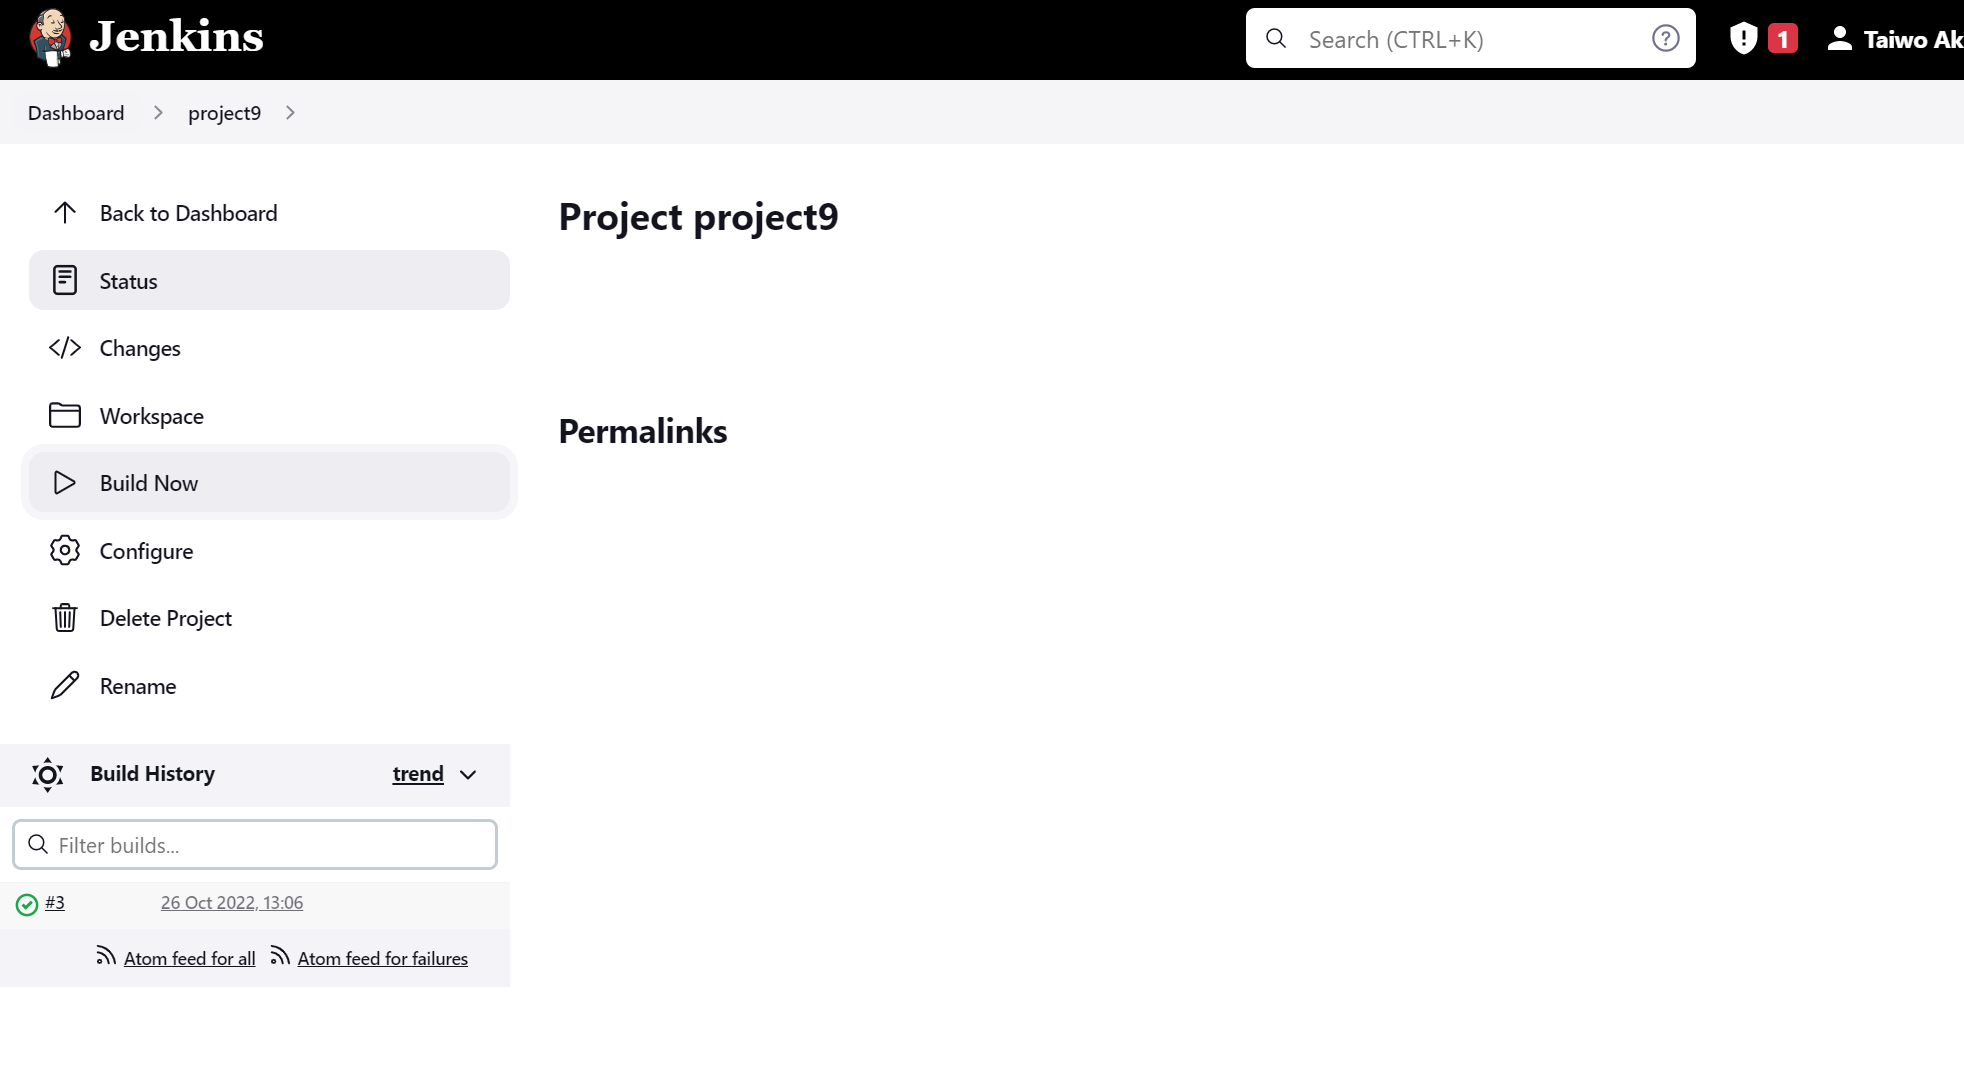 Jenkins
Search (CTRL+K)
1
Taiwo Ak
Dashboard
project9
Back to Dashboard
Status
Changes
Workspace
Build Now
Configure
Delete Project
Rename
Project project9
Permalinks
Build History
trend
Filter builds...
#3
26 Oct 2022, 13:06
Atom feed for all
Atom feed for failures